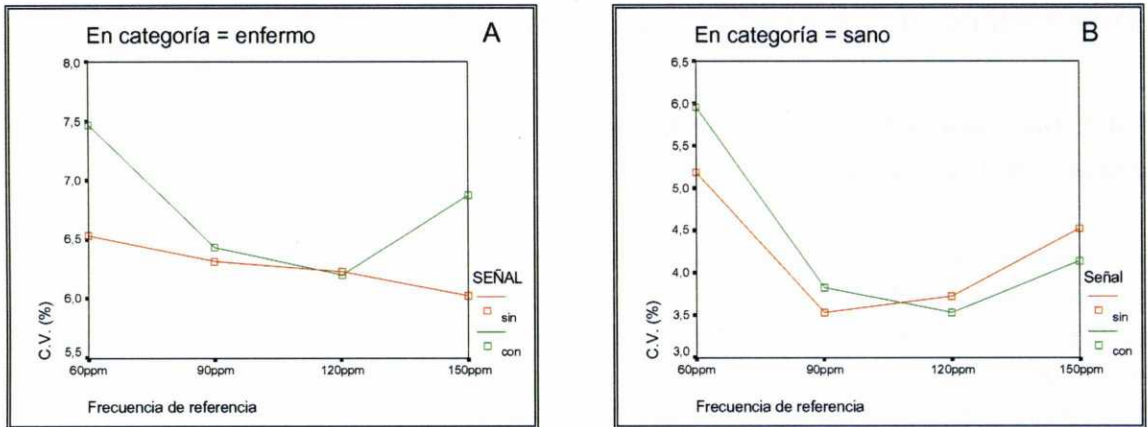 En categoría = enfermo
A
8,0
7,5
7,0
6,5
6,0
5,5
C.V. (%)
60ppm 90ppm 120ppm 150ppm
Frecuencia de referencia
SEÑAL
sin
con
En categoría = sano
B
6,5
6,0
5,5
5,0
4,5
4,0
3,5
3,0
C.V. (%)
60ppm 90ppm 120ppm 150ppm
Frecuencia de referencia
Señal
sin
con